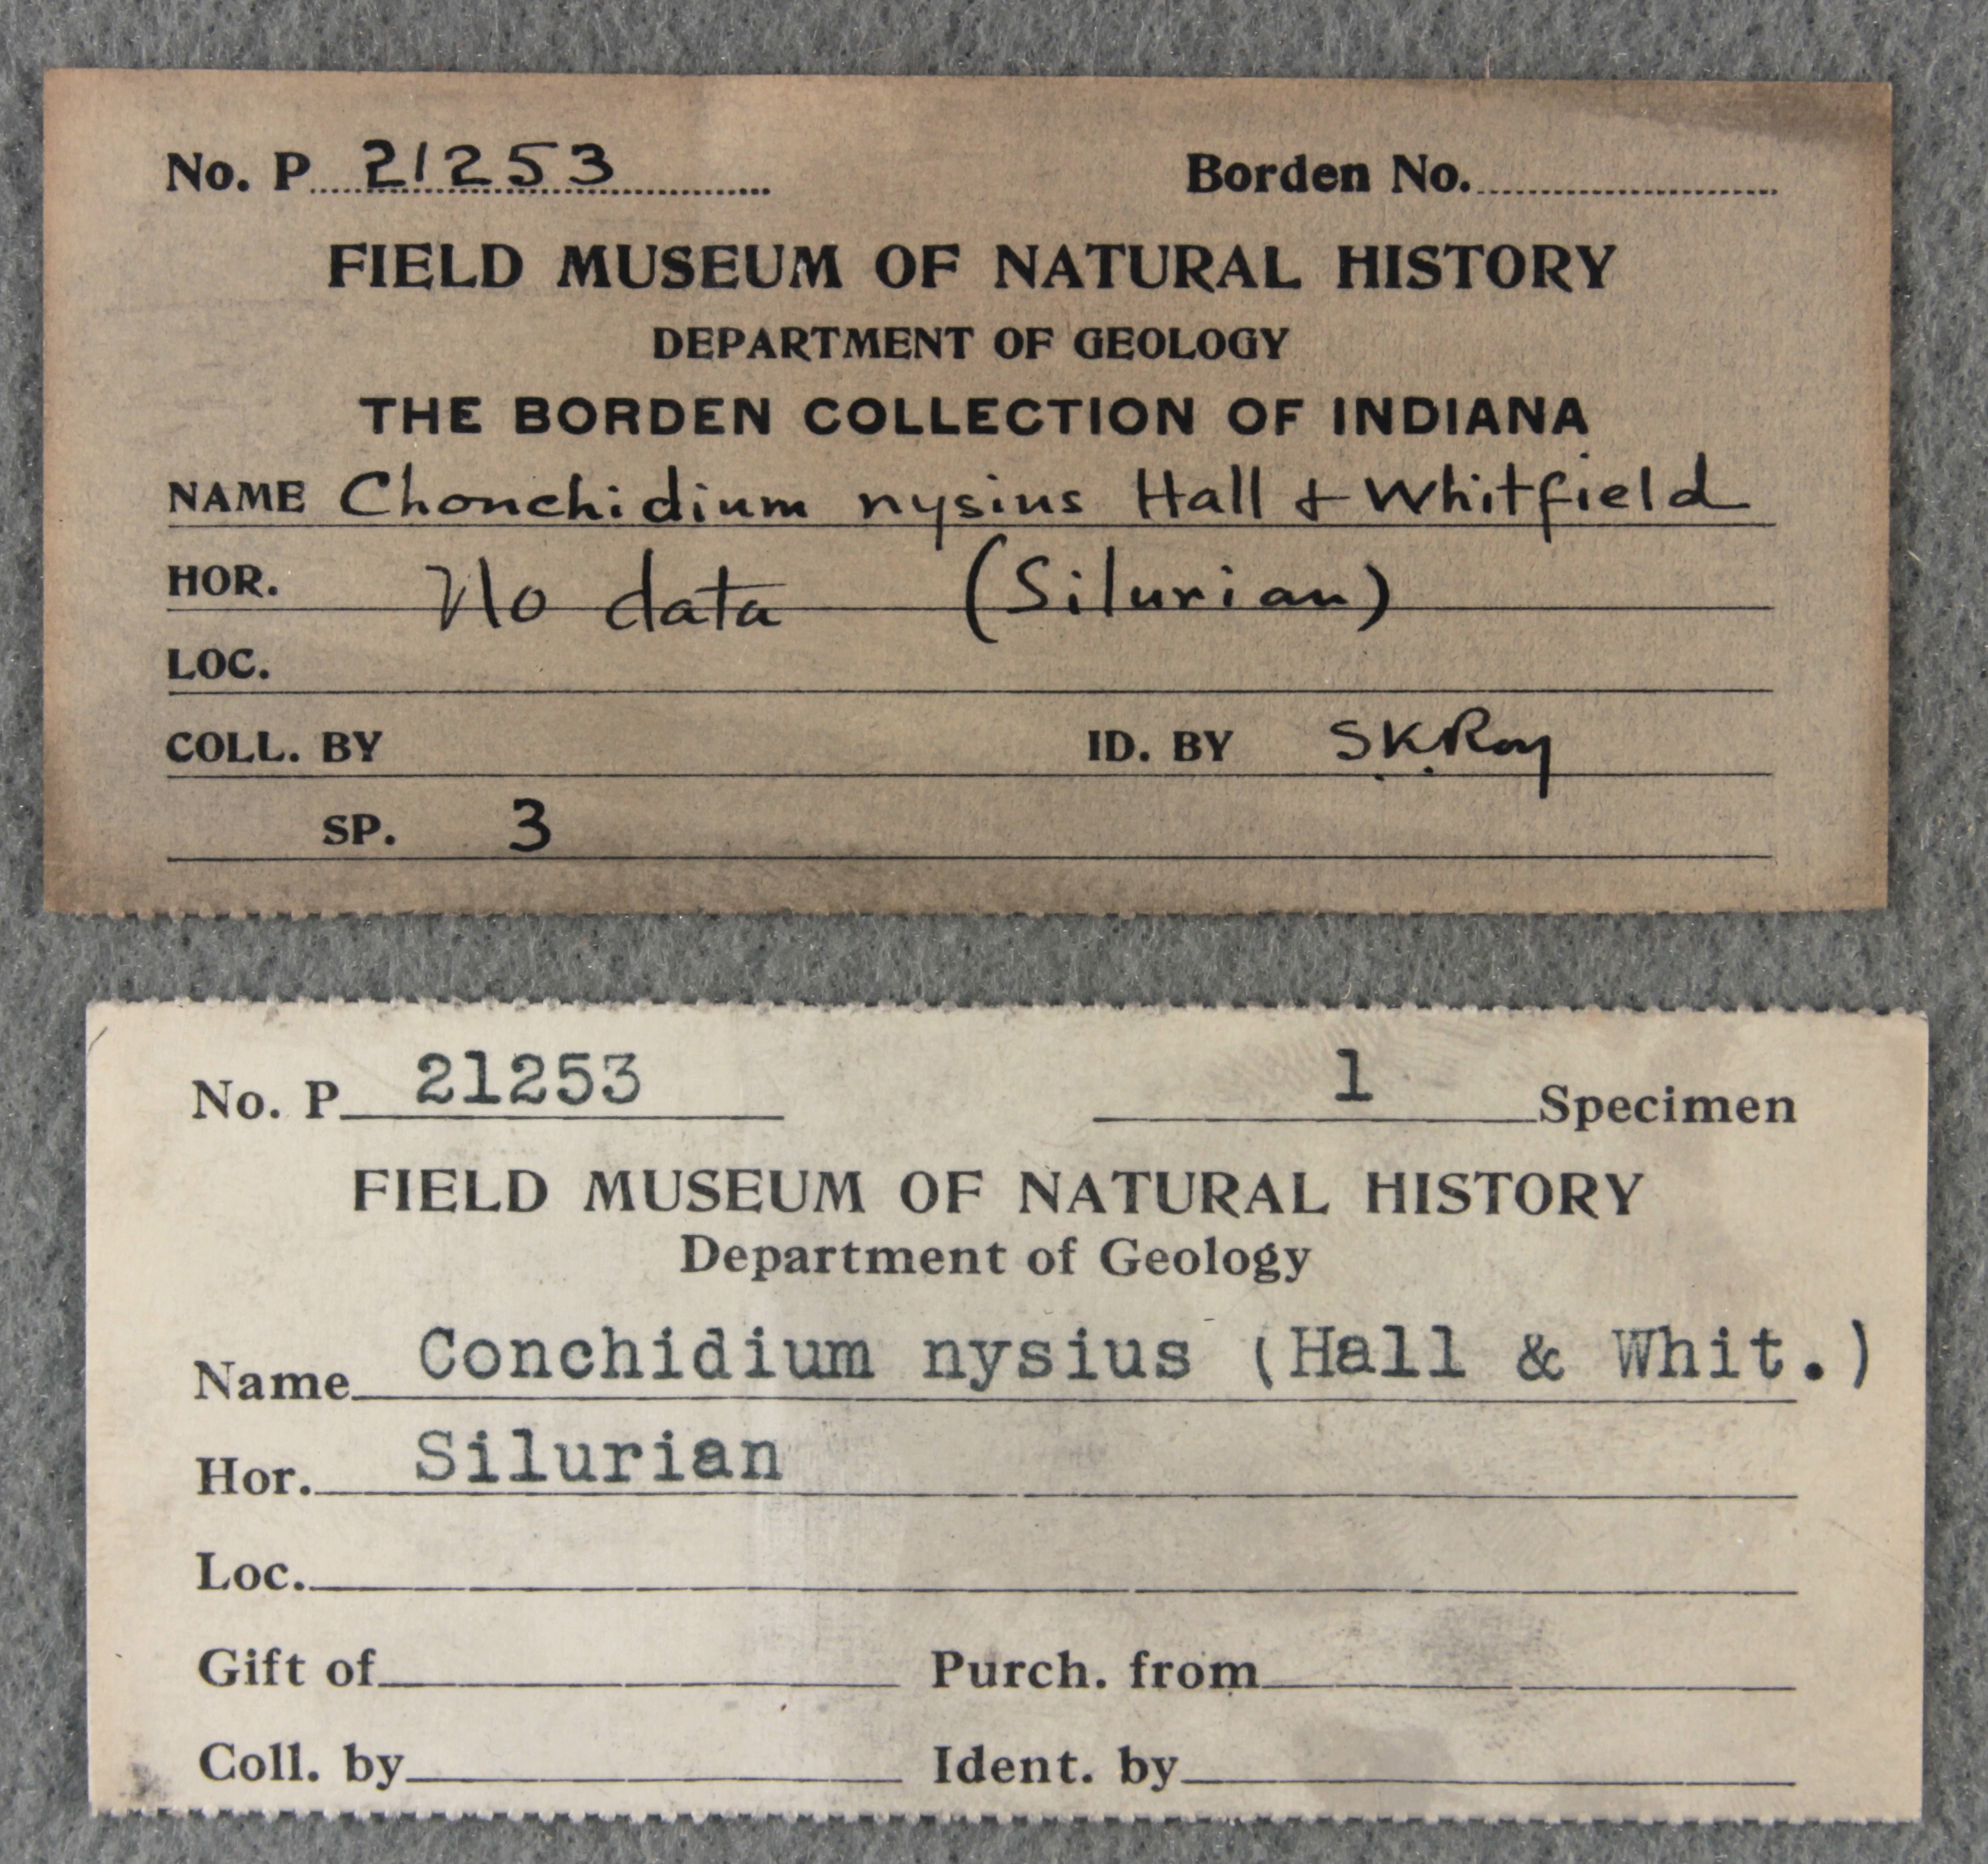 No. P 21253 Borden No.
FIELD MUSEUM OF NATURAL HISTORY
DEPARTMENT OF GEOLOGY
THE BORDEN COLLECTION OF INDIANA
NAME Chonchidium nysius Hall & Whitfield
HOR. No data (Silurian)
LOC.
COLL. BY ID. BY S.K.Roy
SP. 3
No. P 21253 1 Specimen
FIELD MUSEUM OF NATURAL HISTORY
Department of Geology
Name Conchidium nysius (Hall & Whit.)
Hor. Silurian
Loc.
Gift of Purch. from
Coll. by Ident. by